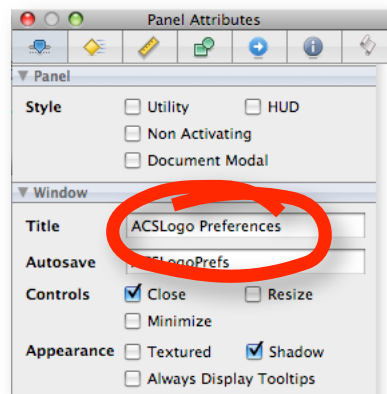 Panel Attributes
Panel
Style Utility HUD
Non Activating
Document Modal
Window
Title ACSLogo Preferences
Autosave ACSLogoPrefs
Controls Close Resize
Minimize
Appearance Textured Shadow
Always Display Tooltips